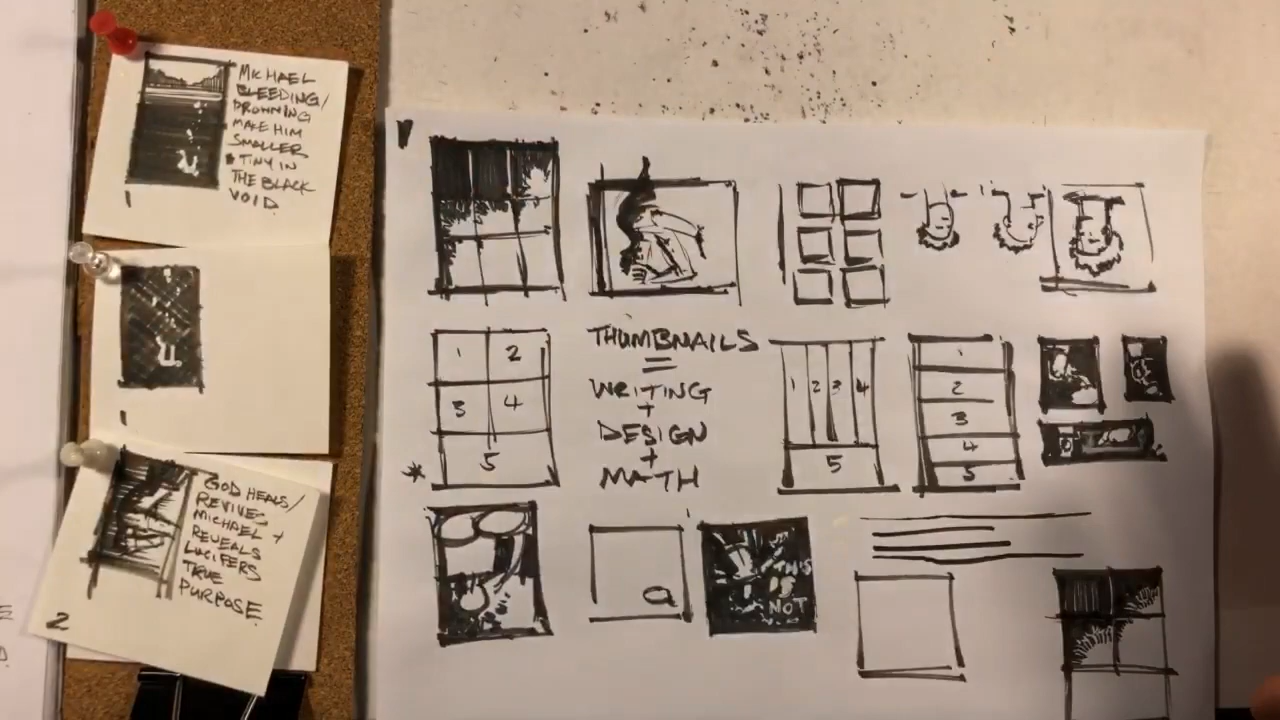 MICHAEL
BLEEDING/
DROWNING
MAKE HIM
SMALLER
TINY IN
THE BLACK
VOID.
1
1
GOD HEALS/
REVIVES
MICHAEL +
REVEALS
LUCIFERS
TRUE
PURPOSE
2
1 2
3 4
5
THUMBNAILS
=
WRITING
+
DESIGN
+
MATH
1 2 3 4
5
1
2
3
4
5
THIS
IS
NOT